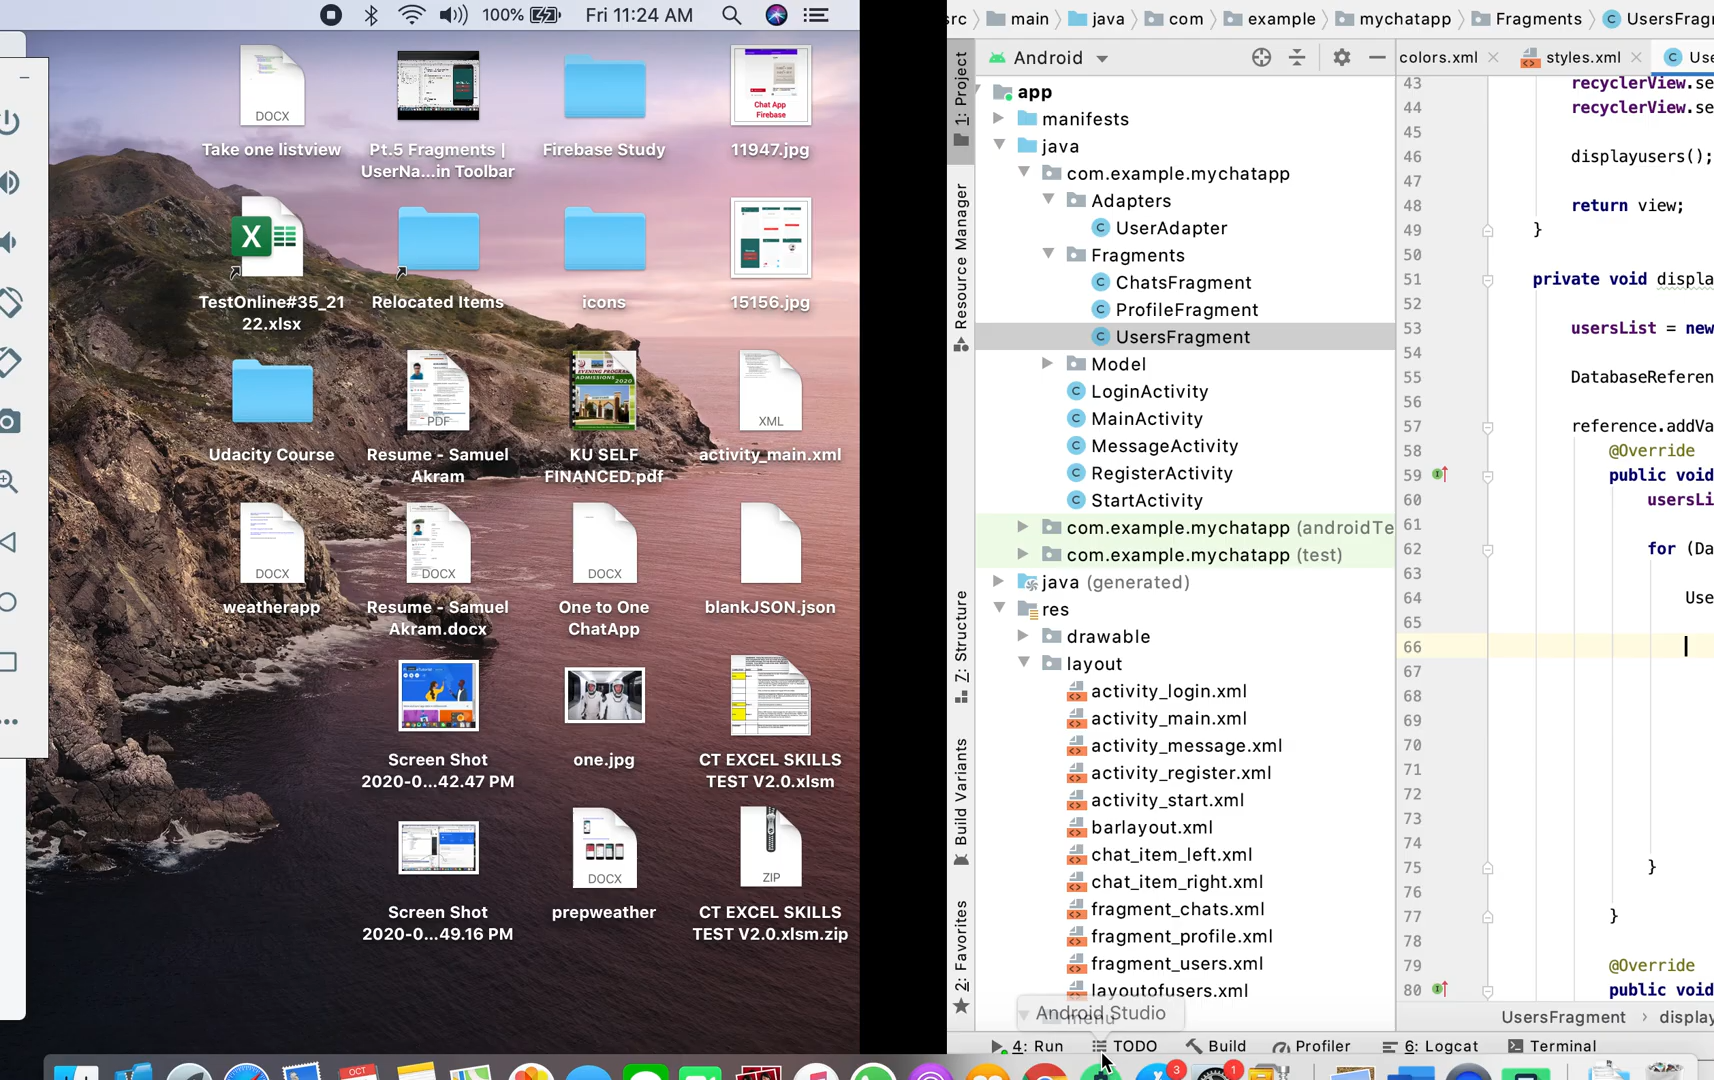 100% Fri 11:24 AM
DOCX
Take one listview
Pt.5 Fragments |
UserNa...in Toolbar
Firebase Study
Chat App
Firebase
11947.jpg
X
TestOnline#35_21
22.xlsx
Relocated Items
icons
15156.jpg
Udacity Course
PDF
Resume - Samuel
Akram
KU SELF
FINANCED.pdf
XML
activity_main.xml
DOCX
weatherapp
DOCX
Resume - Samuel
Akram.docx
DOCX
One to One
ChatApp
blankJSON.json
Screen Shot
2020-0...42.47 PM
one.jpg
CT EXCEL SKILLS
TEST V2.0.xlsm
Screen Shot
2020-0...49.16 PM
DOCX
prepweather
ZIP
CT EXCEL SKILLS
TEST V2.0.xlsm.zip
src main java com example mychatapp Fragments UsersFrag
Android
colors.xml styles.xml Use
1: Project
Resource Manager
Z: Structure
Build Variants
2: Favorites
app
manifests
java
com.example.mychatapp
Adapters
UserAdapter
Fragments
ChatsFragment
ProfileFragment
UsersFragment
Model
LoginActivity
MainActivity
MessageActivity
RegisterActivity
StartActivity
com.example.mychatapp (androidTe
com.example.mychatapp (test)
java (generated)
res
drawable
layout
activity_login.xml
activity_main.xml
activity_message.xml
activity_register.xml
activity_start.xml
barlayout.xml
chat_item_left.xml
chat_item_right.xml
fragment_chats.xml
fragment_profile.xml
fragment_users.xml
layoutofusers.xml
menu
Android Studio
43 recyclerView.se
44 recyclerView.se
45
46 displayusers();
47
48 return view;
49 }
50
51 private void displa
52
53 usersList = new
54
55 DatabaseReferen
56
57 reference.addVa
58 @Override
59 public void
60 usersLi
61
62 for (Da
63
64 Use
65
66
67
68
69
70
71
72
73
74
75 }
76
77 }
78
79 @Override
80 public void
UsersFragment display
4: Run TODO Build Profiler 6: Logcat Terminal
OCT 3 1